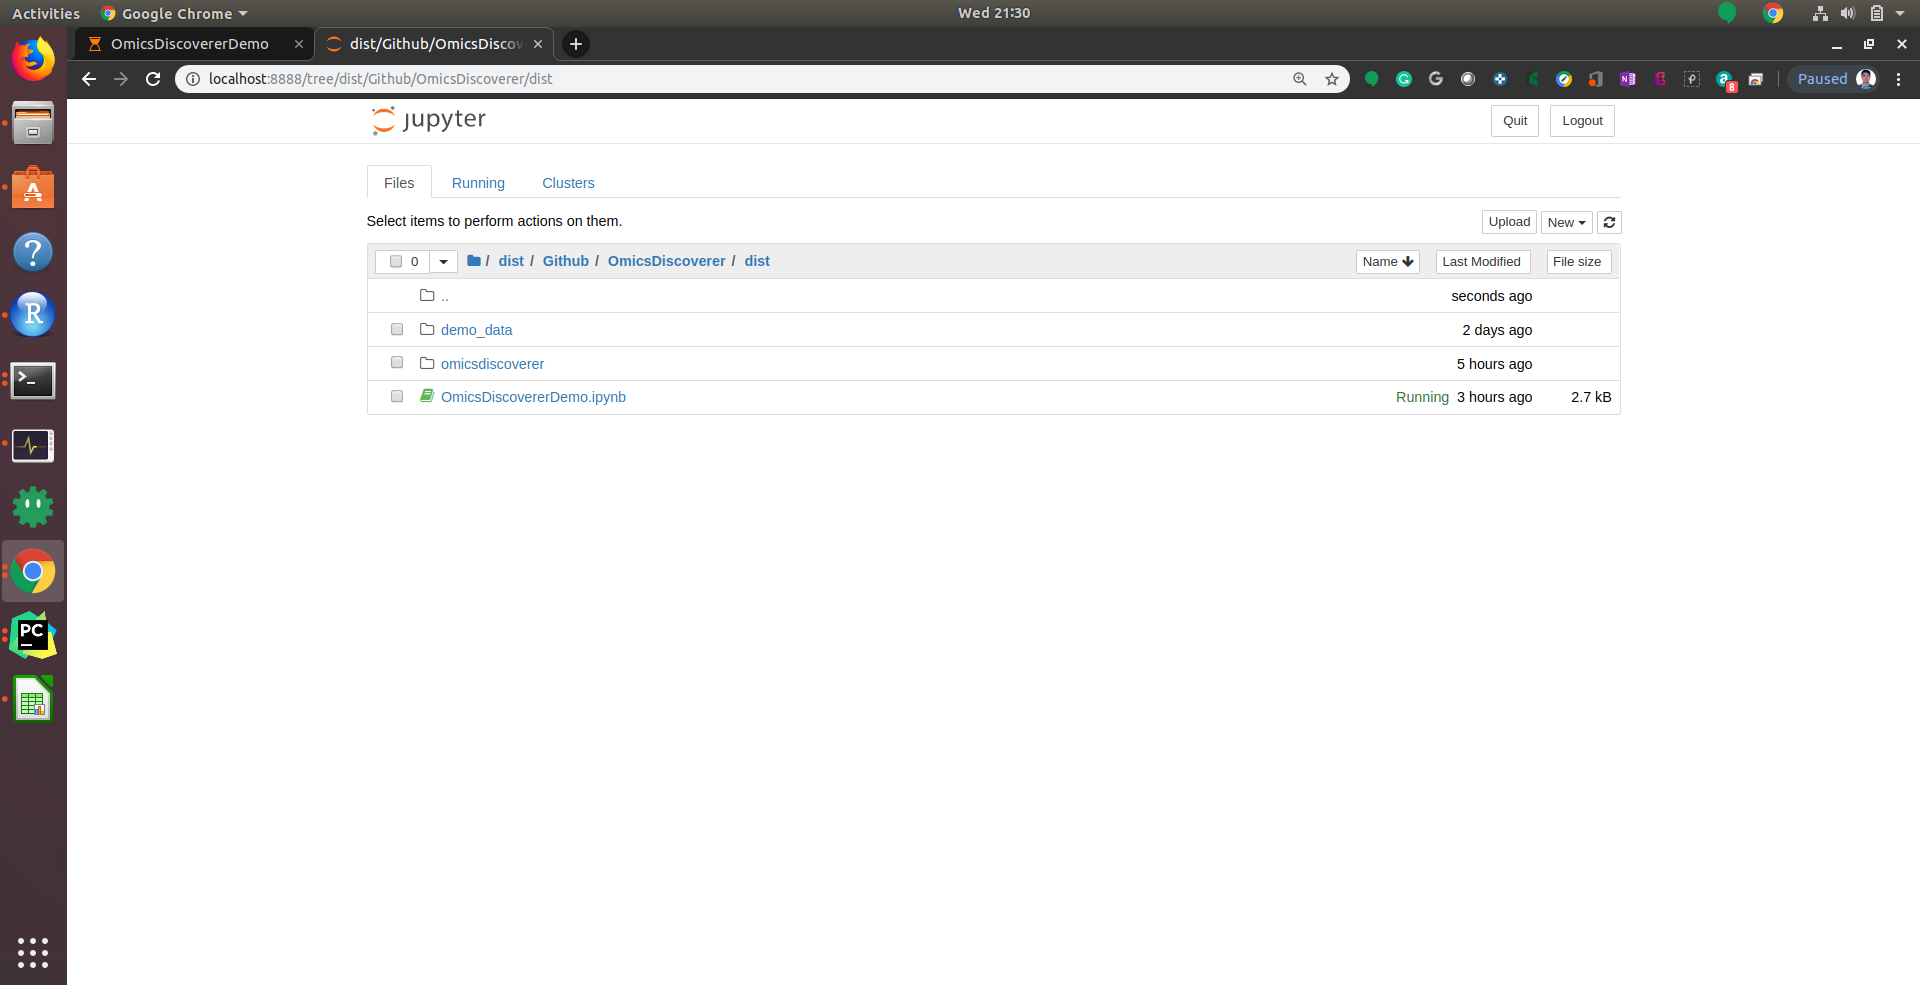 Activities Google Chrome Wed 21:30
OmicsDiscovererDemo dist/Github/OmicsDiscov
localhost:8888/tree/dist/Github/OmicsDiscoverer/dist 8 Paused
jupyter Quit Logout
Files Running Clusters
Select items to perform actions on them. Upload New
0 / dist / Github / OmicsDiscoverer / dist Name Last Modified File size
.. seconds ago
demo_data 2 days ago
omicsdiscoverer 5 hours ago
OmicsDiscovererDemo.ipynb Running 3 hours ago 2.7 kB
A
?
R
>_
PC